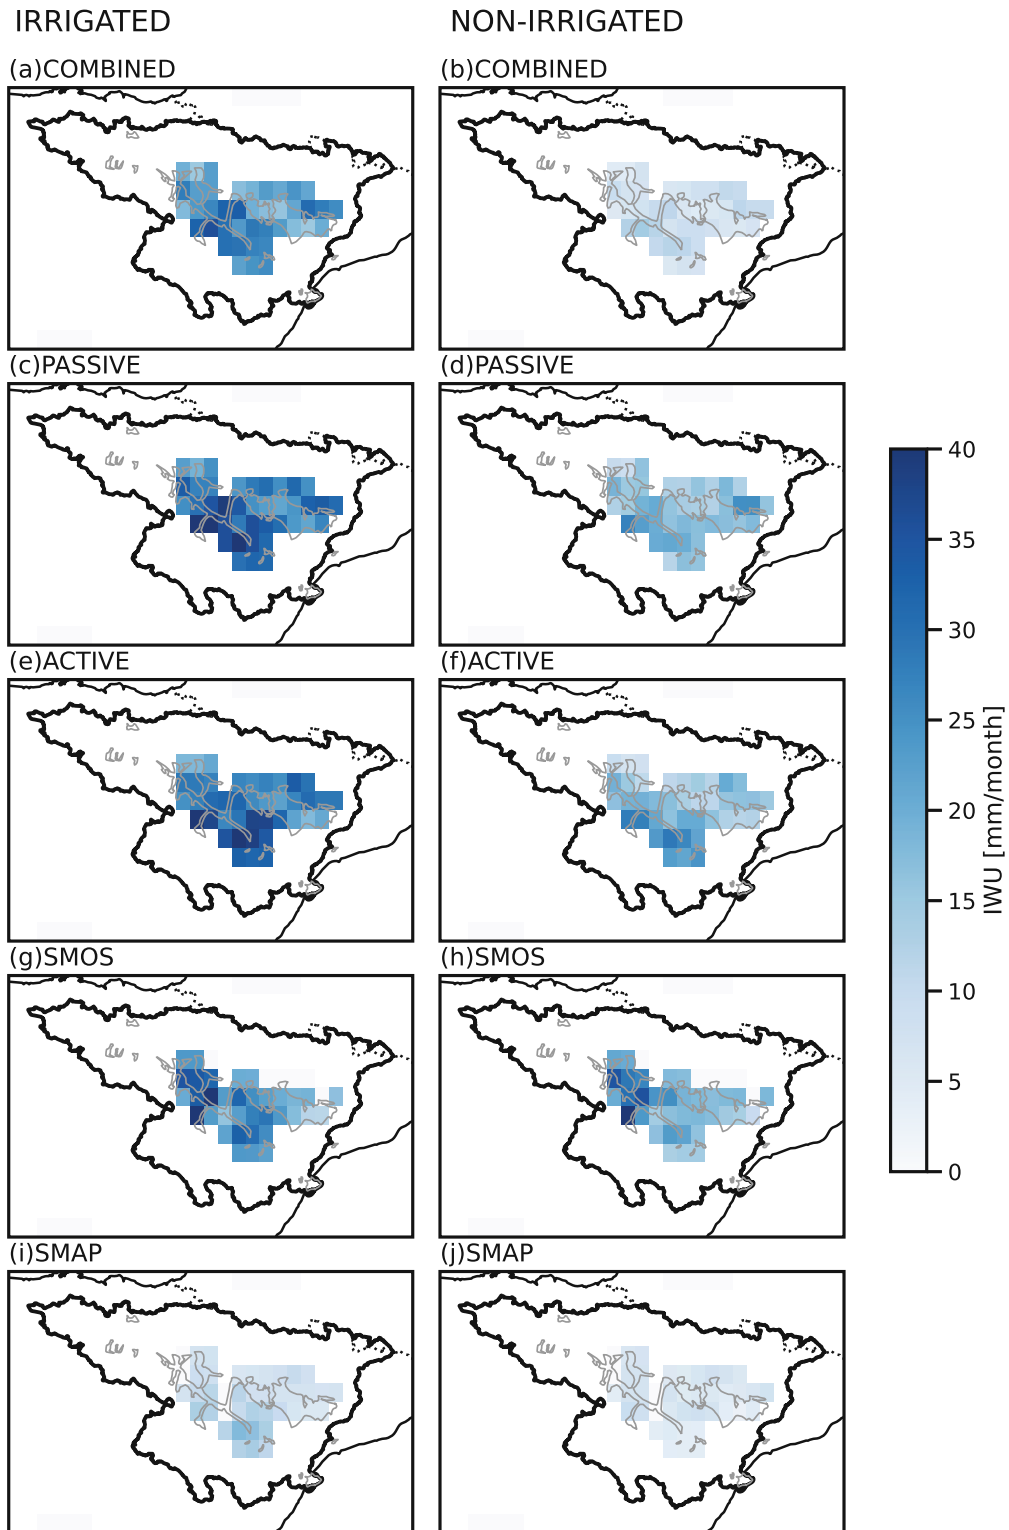 IRRIGATED NON-IRRIGATED
(a)COMBINED (b)COMBINED
(c)PASSIVE (d)PASSIVE
40
35
30
(e)ACTIVE (f)ACTIVE
25
IWU [mm/month]
20
15
(g)SMOS (h)SMOS
10
5
0
(i)SMAP (j)SMAP